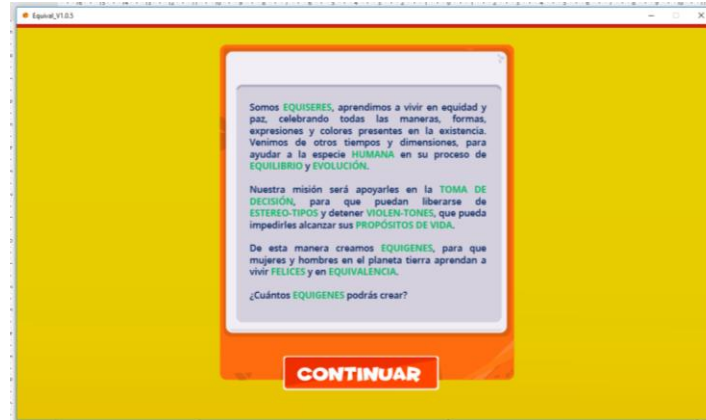 Equival_V1.0.5
Somos EQUISERES, aprendimos a vivir en equidad y
paz, celebrando todas las maneras, formas,
expresiones y colores presentes en la existencia.
Venimos de otros tiempos y dimensiones, para
ayudar a la especie HUMANA en su proceso de
EQUILIBRIO y EVOLUCIÓN.
Nuestra misión será apoyarles en la TOMA DE
DECISIÓN, para que puedan liberarse de
ESTEREO-TIPOS y detener VIOLEN-TONES, que pueda
impedirles alcanzar sus PROPÓSITOS DE VIDA.
De esta manera creamos EQUIGENES, para que
mujeres y hombres en el planeta tierra aprendan a
vivir FELICES y en EQUIVALENCIA.
¿Cuántos EQUIGENES podrás crear?
CONTINUAR